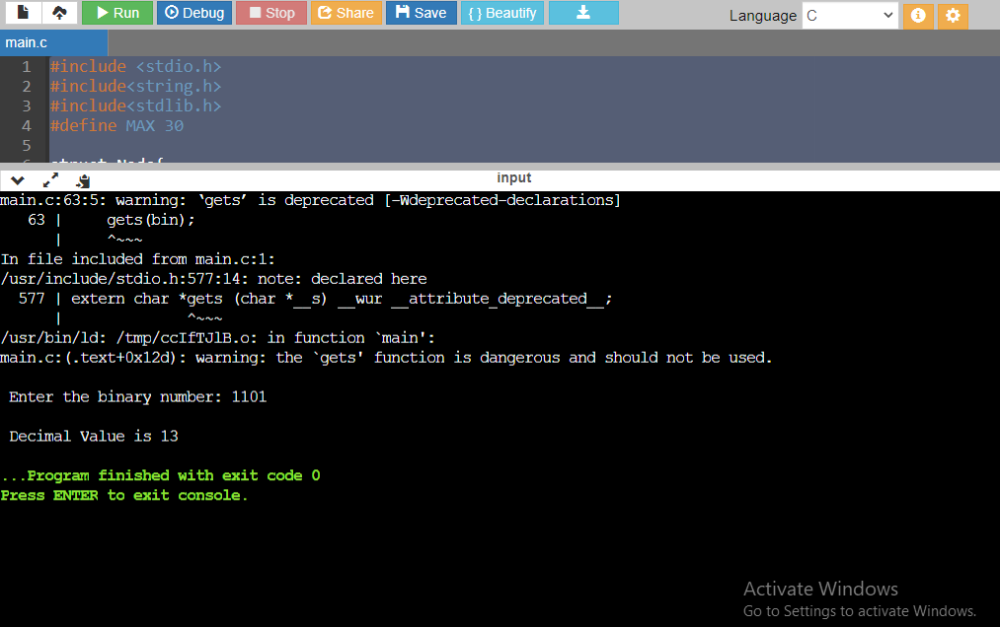 Run Debug Stop Share Save { } Beautify Language C
main.c
1 #include <stdio.h>
2 #include<string.h>
3 #include<stdlib.h>
4 #define MAX 30
5
6 struct Node{
input
main.c:63:5: warning: ‘gets’ is deprecated [-Wdeprecated-declarations]
63 | gets(bin);
| ^~~~
In file included from main.c:1:
/usr/include/stdio.h:577:14: note: declared here
577 | extern char *gets (char *__s) __wur __attribute_deprecated__;
| ^~~~
/usr/bin/ld: /tmp/ccIfTJlB.o: in function `main':
main.c:(.text+0x12d): warning: the `gets' function is dangerous and should not be used.
Enter the binary number: 1101
Decimal Value is 13
...Program finished with exit code 0
Press ENTER to exit console.
Activate Windows
Go to Settings to activate Windows.